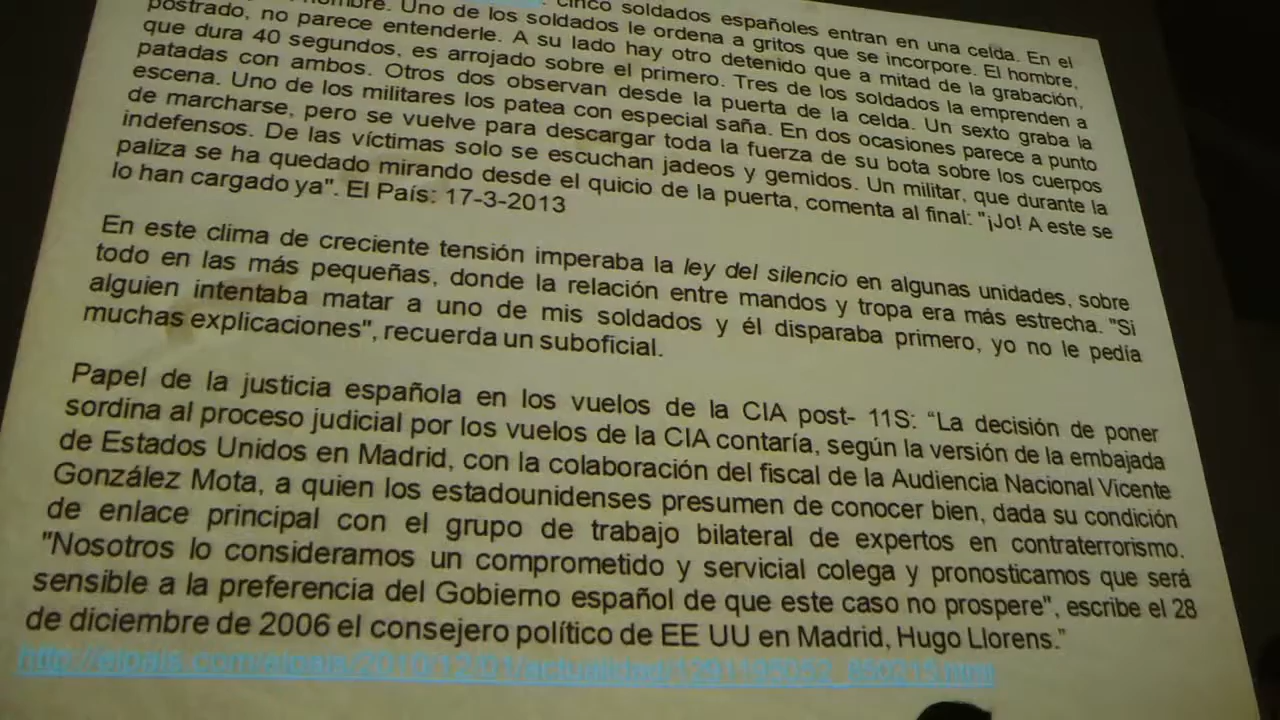 hombre. Uno de los soldados le ordena a gritos que se incorpore. El hombre,
cinco soldados españoles entran en una celda. En el
postrado, no parece entenderle. A su lado hay otro detenido que a mitad de la grabación,
que dura 40 segundos, es arrojado sobre el primero. Tres de los soldados la emprenden a
patadas con ambos. Otros dos observan desde la puerta de la celda. Un sexto graba la
escena. Uno de los militares los patea con especial saña. En dos ocasiones parece a punto
de marcharse, pero se vuelve para descargar toda la fuerza de su bota sobre los cuerpos
indefensos. De las víctimas solo se escuchan jadeos y gemidos. Un militar, que durante la
paliza se ha quedado mirando desde el quicio de la puerta, comenta al final: "¡Jo! A este se
lo han cargado ya". El País: 17-3-2013
En este clima de creciente tensión imperaba la ley del silencio en algunas unidades, sobre
todo en las más pequeñas, donde la relación entre mandos y tropa era más estrecha. "Si
alguien intentaba matar a uno de mis soldados y él disparaba primero, yo no le pedía
muchas explicaciones", recuerda un suboficial.
Papel de la justicia española en los vuelos de la CIA post- 11S: “La decisión de poner
sordina al proceso judicial por los vuelos de la CIA contaría, según la versión de la embajada
de Estados Unidos en Madrid, con la colaboración del fiscal de la Audiencia Nacional Vicente
González Mota, a quien los estadounidenses presumen de conocer bien, dada su condición
de enlace principal con el grupo de trabajo bilateral de expertos en contraterrorismo.
"Nosotros lo consideramos un comprometido y servicial colega y pronosticamos que será
sensible a la preferencia del Gobierno español de que este caso no prospere", escribe el 28
de diciembre de 2006 el consejero político de EE UU en Madrid, Hugo Llorens.”